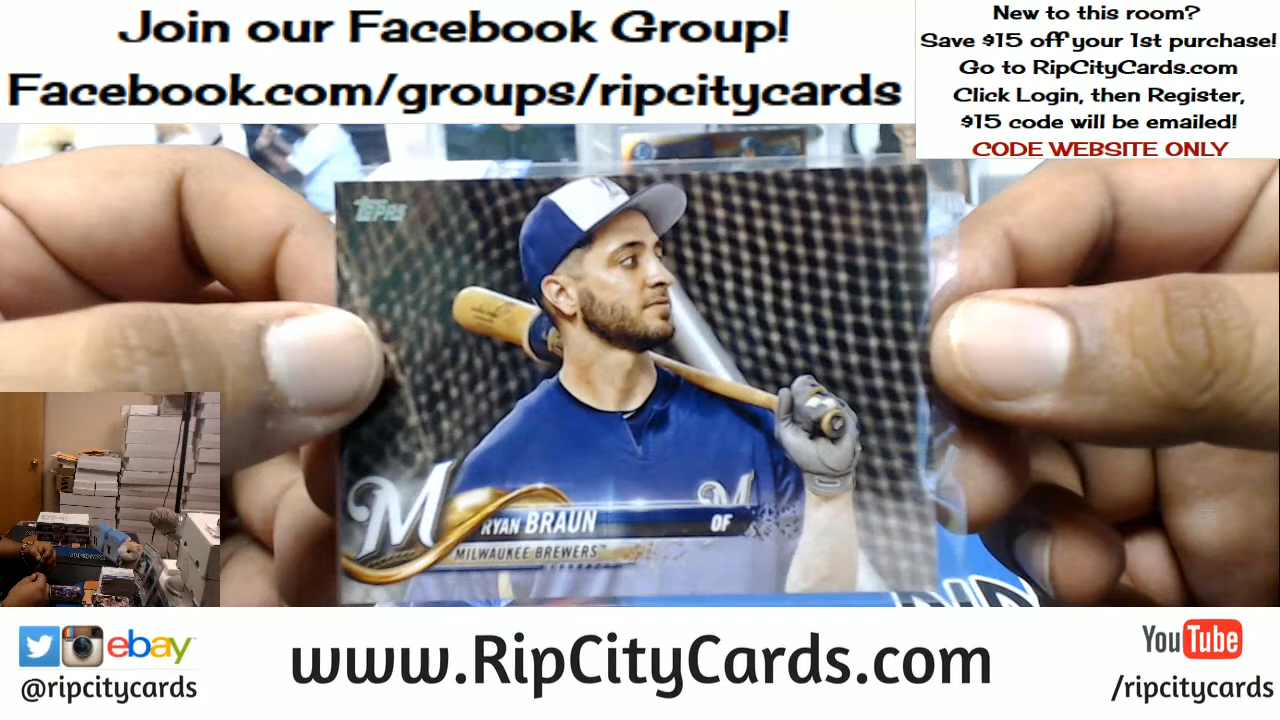 Join our Facebook Group!
Facebook.com/groups/ripcitycards
New to this room?
Save $15 off your 1st purchase!
Go to RipCityCards.com
Click Login, then Register,
$15 code will be emailed!
CODE WEBSITE ONLY
TOPPS
M
RYAN BRAUN
OF
MILWAUKEE BREWERS™
M
ebay™
@ripcitycards
www.RipCityCards.com
YouTube
/ripcitycards